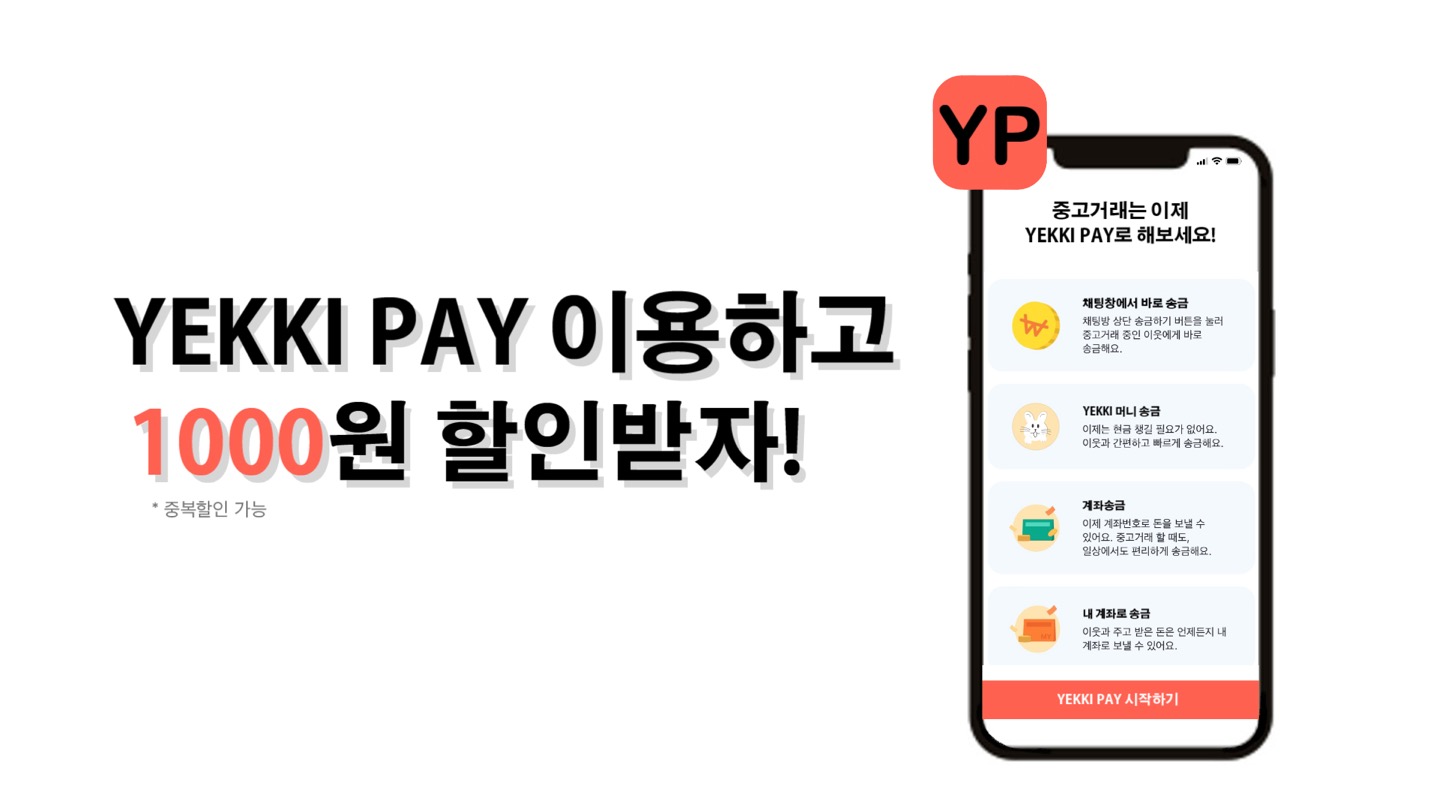 YEKKI PAY 이용하고
1000원 할인받자!
* 중복할인 가능
YP
중고거래는 이제
YEKKI PAY로 해보세요!
채팅창에서 바로 송금
채팅방 상단 송금하기 버튼을 눌러
중고거래 중인 이웃에게 바로
송금해요.
YEKKI 머니 송금
이제는 현금 챙길 필요가 없어요.
이웃과 간편하고 빠르게 송금해요.
계좌송금
이제 계좌번호로 돈을 보낼 수
있어요. 중고거래 할 때도,
일상에서도 편리하게 송금해요.
내 계좌로 송금
이웃과 주고 받은 돈은 언제든지 내
계좌로 보낼 수 있어요.
YEKKI PAY 시작하기